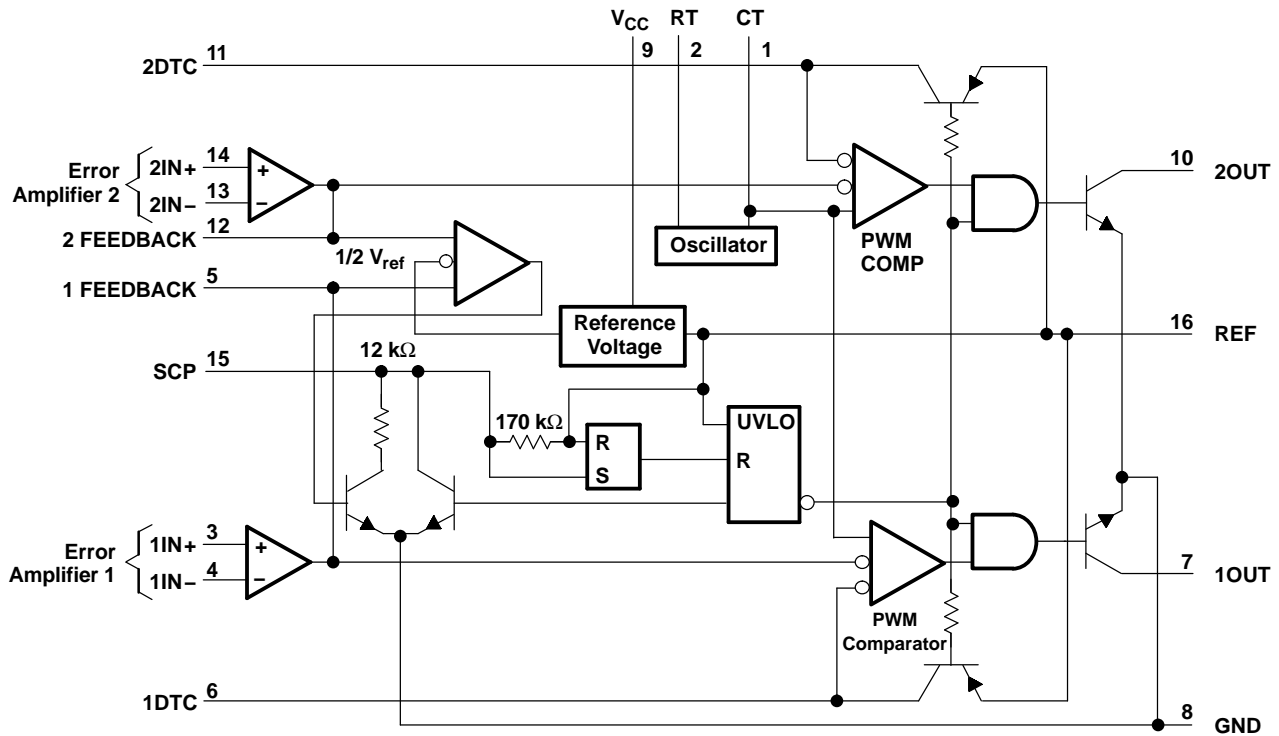 VCC RT CT
9 2 1
2DTC 11
Error
Amplifier 2
2IN+ 14
2IN− 13
+
−
2 FEEDBACK 12
1/2 Vref
1 FEEDBACK 5
Oscillator
PWM
COMP
10 2OUT
Reference
Voltage
16 REF
SCP 15
12 kΩ
170 kΩ
R
S
UVLO
R
Error
Amplifier 1
1IN+ 3
1IN− 4
+
−
PWM
Comparator
7 1OUT
1DTC 6
8 GND